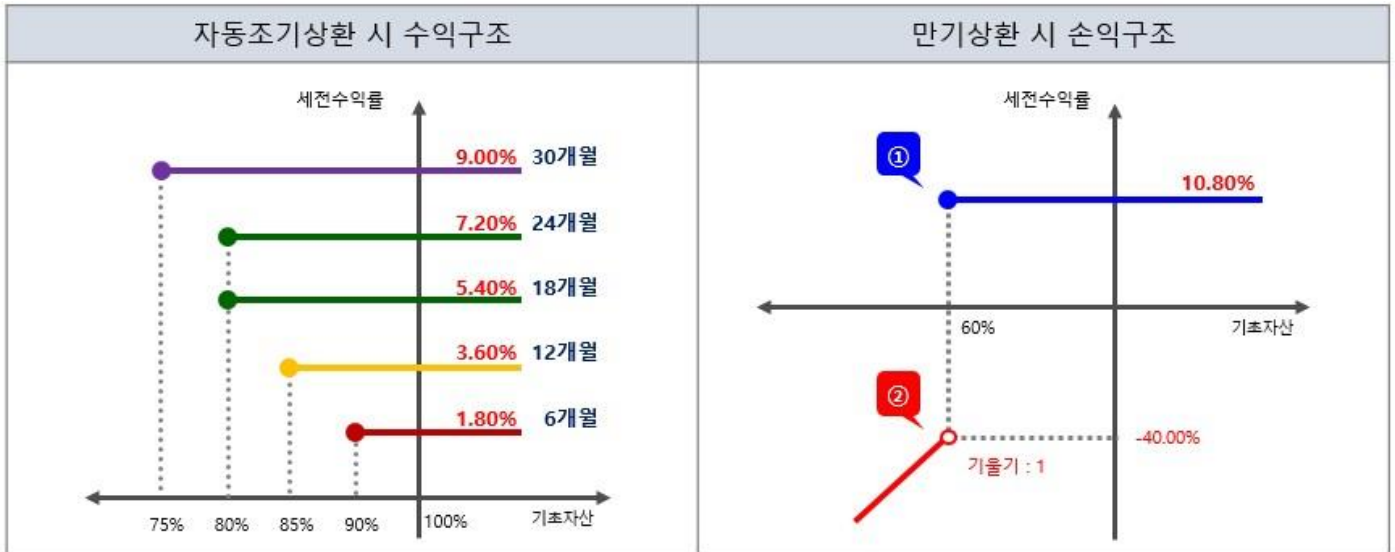 자동조기상환 시 수익구조
세전수익률
9.00% 30개월
7.20% 24개월
5.40% 18개월
3.60% 12개월
1.80% 6개월
75% 80% 85% 90% 100% 기초자산
만기상환 시 손익구조
세전수익률
①
10.80%
60% 기초자산
②
-40.00%
기울기 : 1